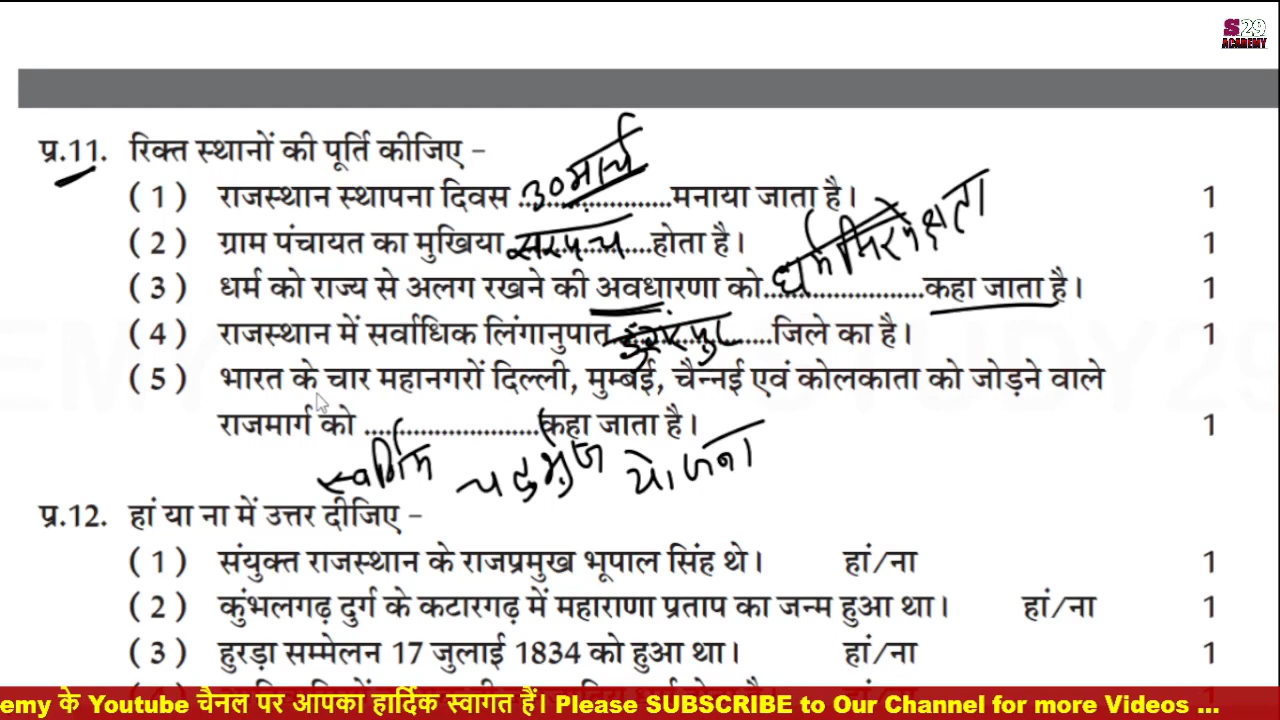 S29
ACADEMY
प्र.11. रिक्त स्थानों की पूर्ति कीजिए –
(1) राजस्थान स्थापना दिवस ..30 मार्च.. मनाया जाता है। 1
(2) ग्राम पंचायत का मुखिया सरपंच....होता है। 1
(3) धर्म को राज्य से अलग रखने की अवधारणा को....धर्म निरपेक्षता....कहा जाता है। 1
(4) राजस्थान में सर्वाधिक लिंगानुपात डूंगरपुर....जिले का है। 1
(5) भारत के चार महानगरों दिल्ली, मुम्बई, चैन्नई एवं कोलकाता को जोड़ने वाले
राजमार्ग को ............................कहा जाता है। 1
स्वर्णिम चतुर्भुज योजना
प्र.12. हां या ना में उत्तर दीजिए –
(1) संयुक्त राजस्थान के राजप्रमुख भूपाल सिंह थे। हां/ना 1
(2) कुंभलगढ़ दुर्ग के कटारगढ़ में महाराणा प्रताप का जन्म हुआ था। हां/ना 1
(3) हुरड़ा सम्मेलन 17 जुलाई 1834 को हुआ था। हां/ना 1
emy के Youtube चैनल पर आपका हार्दिक स्वागत हैं। Please SUBSCRIBE to Our Channel for more Videos ...